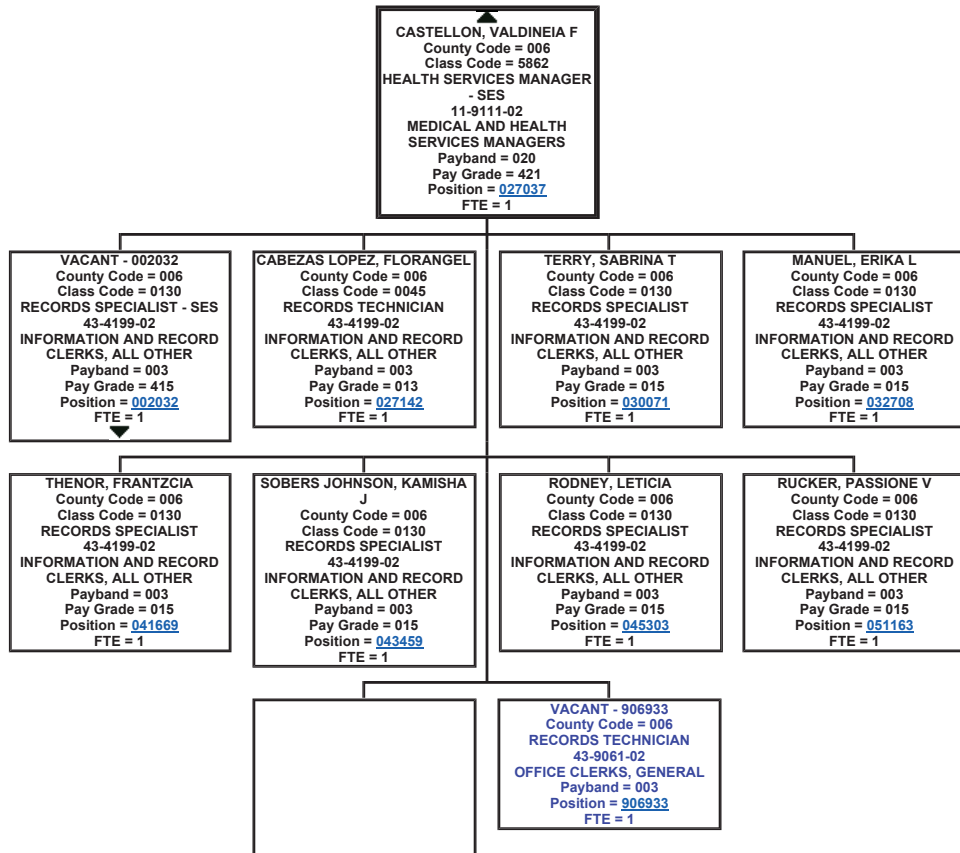 CASTELLON, VALDINEIA F
County Code = 006
Class Code = 5862
HEALTH SERVICES MANAGER
- SES
11-9111-02
MEDICAL AND HEALTH
SERVICES MANAGERS
Payband = 020
Pay Grade = 421
Position = 027037
FTE = 1
VACANT - 002032
County Code = 006
Class Code = 0130
RECORDS SPECIALIST - SES
43-4199-02
INFORMATION AND RECORD
CLERKS, ALL OTHER
Payband = 003
Pay Grade = 415
Position = 002032
FTE = 1
CABEZAS LOPEZ, FLORANGEL
County Code = 006
Class Code = 0045
RECORDS TECHNICIAN
43-4199-02
INFORMATION AND RECORD
CLERKS, ALL OTHER
Payband = 003
Pay Grade = 013
Position = 027142
FTE = 1
TERRY, SABRINA T
County Code = 006
Class Code = 0130
RECORDS SPECIALIST
43-4199-02
INFORMATION AND RECORD
CLERKS, ALL OTHER
Payband = 003
Pay Grade = 015
Position = 030071
FTE = 1
MANUEL, ERIKA L
County Code = 006
Class Code = 0130
RECORDS SPECIALIST
43-4199-02
INFORMATION AND RECORD
CLERKS, ALL OTHER
Payband = 003
Pay Grade = 015
Position = 032708
FTE = 1
THENOR, FRANTZCIA
County Code = 006
Class Code = 0130
RECORDS SPECIALIST
43-4199-02
INFORMATION AND RECORD
CLERKS, ALL OTHER
Payband = 003
Pay Grade = 015
Position = 041669
FTE = 1
SOBERS JOHNSON, KAMISHA
J
County Code = 006
Class Code = 0130
RECORDS SPECIALIST
43-4199-02
INFORMATION AND RECORD
CLERKS, ALL OTHER
Payband = 003
Pay Grade = 015
Position = 043459
FTE = 1
RODNEY, LETICIA
County Code = 006
Class Code = 0130
RECORDS SPECIALIST
43-4199-02
INFORMATION AND RECORD
CLERKS, ALL OTHER
Payband = 003
Pay Grade = 015
Position = 045303
FTE = 1
RUCKER, PASSIONE V
County Code = 006
Class Code = 0130
RECORDS SPECIALIST
43-4199-02
INFORMATION AND RECORD
CLERKS, ALL OTHER
Payband = 003
Pay Grade = 015
Position = 051163
FTE = 1
VACANT - 906933
County Code = 006
RECORDS TECHNICIAN
43-9061-02
OFFICE CLERKS, GENERAL
Payband = 003
Position = 906933
FTE = 1